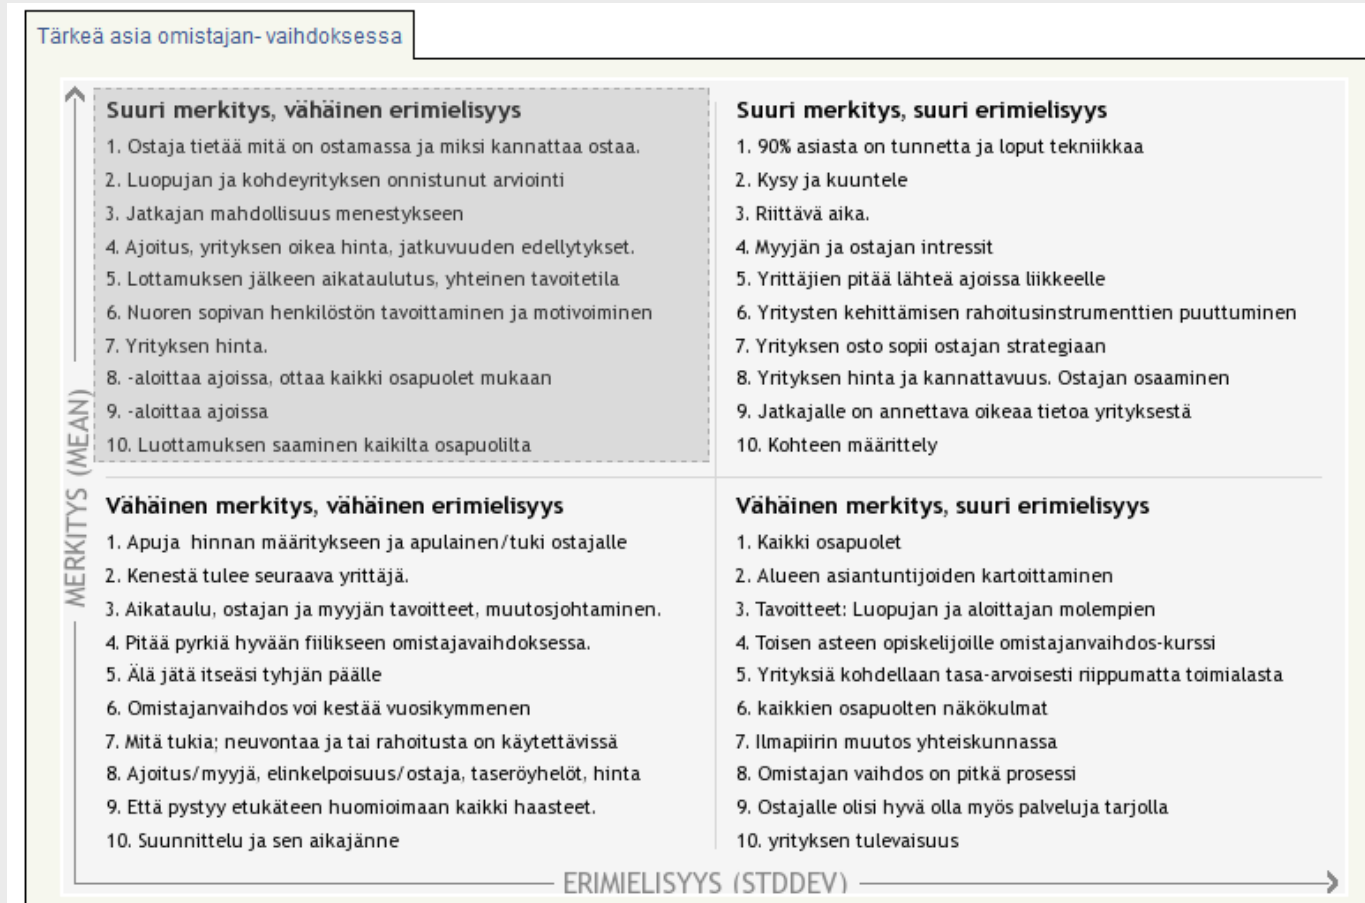 Tärkeä asia omistajan- vaihdoksessa
Suuri merkitys, vähäinen erimielisyys
1. Ostaja tietää mitä on ostamassa ja miksi kannattaa ostaa.
2. Luopujan ja kohdeyrityksen onnistunut arviointi
3. Jatkajan mahdollisuus menestykseen
4. Ajoitus, yrityksen oikea hinta, jatkuvuuden edellytykset.
5. Lottamuksen jälkeen aikataulutus, yhteinen tavoitetila
6. Nuoren sopivan henkilöstön tavoittaminen ja motivoiminen
7. Yrityksen hinta.
8. -aloittaa ajoissa, ottaa kaikki osapuolet mukaan
9. -aloittaa ajoissa
10. Luottamuksen saaminen kaikilta osapuolilta
Suuri merkitys, suuri erimielisyys
1. 90% asiasta on tunnetta ja loput tekniikkaa
2. Kysy ja kuuntele
3. Riittävä aika.
4. Myyjän ja ostajan intressit
5. Yrittäjien pitää lähteä ajoissa liikkeelle
6. Yritysten kehittämisen rahoitusinstrumenttien puuttuminen
7. Yrityksen osto sopii ostajan strategiaan
8. Yrityksen hinta ja kannattavuus. Ostajan osaaminen
9. Jatkajalle on annettava oikeaa tietoa yrityksestä
10. Kohteen määrittely
Vähäinen merkitys, vähäinen erimielisyys
1. Apuja hinnan määritykseen ja apulainen/tuki ostajalle
2. Kenestä tulee seuraava yrittäjä.
3. Aikataulu, ostajan ja myyjän tavoitteet, muutosjohtaminen.
4. Pitää pyrkiä hyvään fiilikseen omistajavaihdoksessa.
5. Älä jätä itseäsi tyhjän päälle
6. Omistajanvaihdos voi kestää vuosikymmenen
7. Mitä tukia; neuvontaa ja tai rahoitusta on käytettävissä
8. Ajoitus/myyjä, elinkelpoisuus/ostaja, taseröyhelöt, hinta
9. Että pystyy etukäteen huomioimaan kaikki haasteet.
10. Suunnittelu ja sen aikajänne
Vähäinen merkitys, suuri erimielisyys
1. Kaikki osapuolet
2. Alueen asiantuntijoiden kartoittaminen
3. Tavoitteet: Luopujan ja aloittajan molempien
4. Toisen asteen opiskelijoille omistajanvaihdos-kurssi
5. Yrityksiä kohdellaan tasa-arvoisesti riippumatta toimialasta
6. kaikkien osapuolten näkökulmat
7. Ilmapiirin muutos yhteiskunnassa
8. Omistajan vaihdos on pitkä prosessi
9. Ostajalle olisi hyvä olla myös palveluja tarjolla
10. yrityksen tulevaisuus
MERKITYS (MEAN)
ERIMIELISYYS (STDDEV)